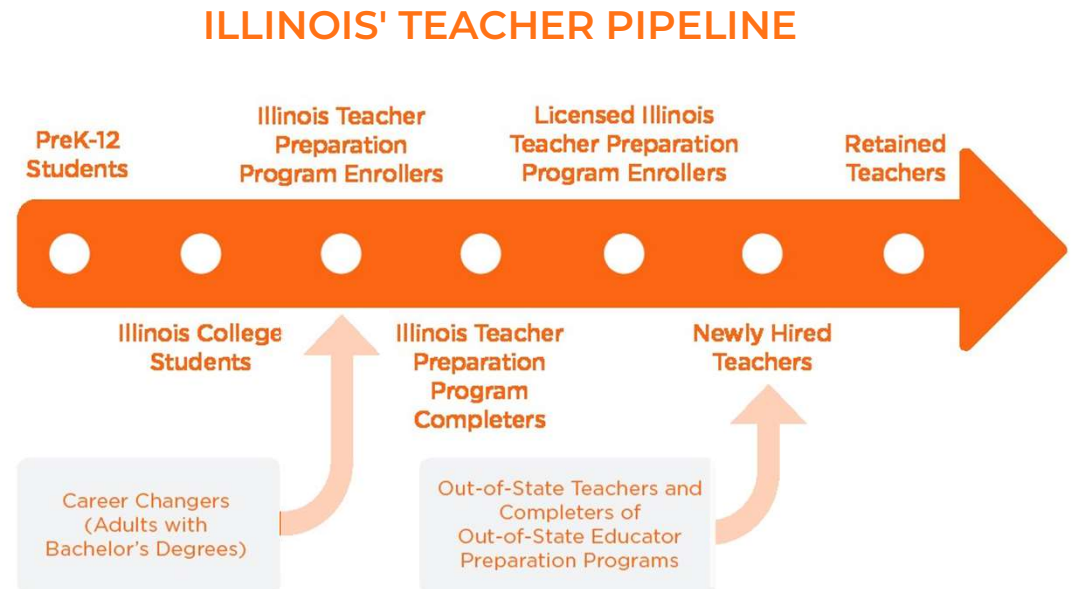 ILLINOIS' TEACHER PIPELINE
PreK-12
Students
Illinois Teacher
Preparation
Program Enrollers
Licensed Illinois
Teacher Preparation
Program Enrollers
Retained
Teachers
Illinois College
Students
Illinois Teacher
Preparation
Program
Completers
Newly Hired
Teachers
Career Changers
(Adults with
Bachelor's Degrees)
Out-of-State Teachers and
Completers of
Out-of-State Educator
Preparation Programs